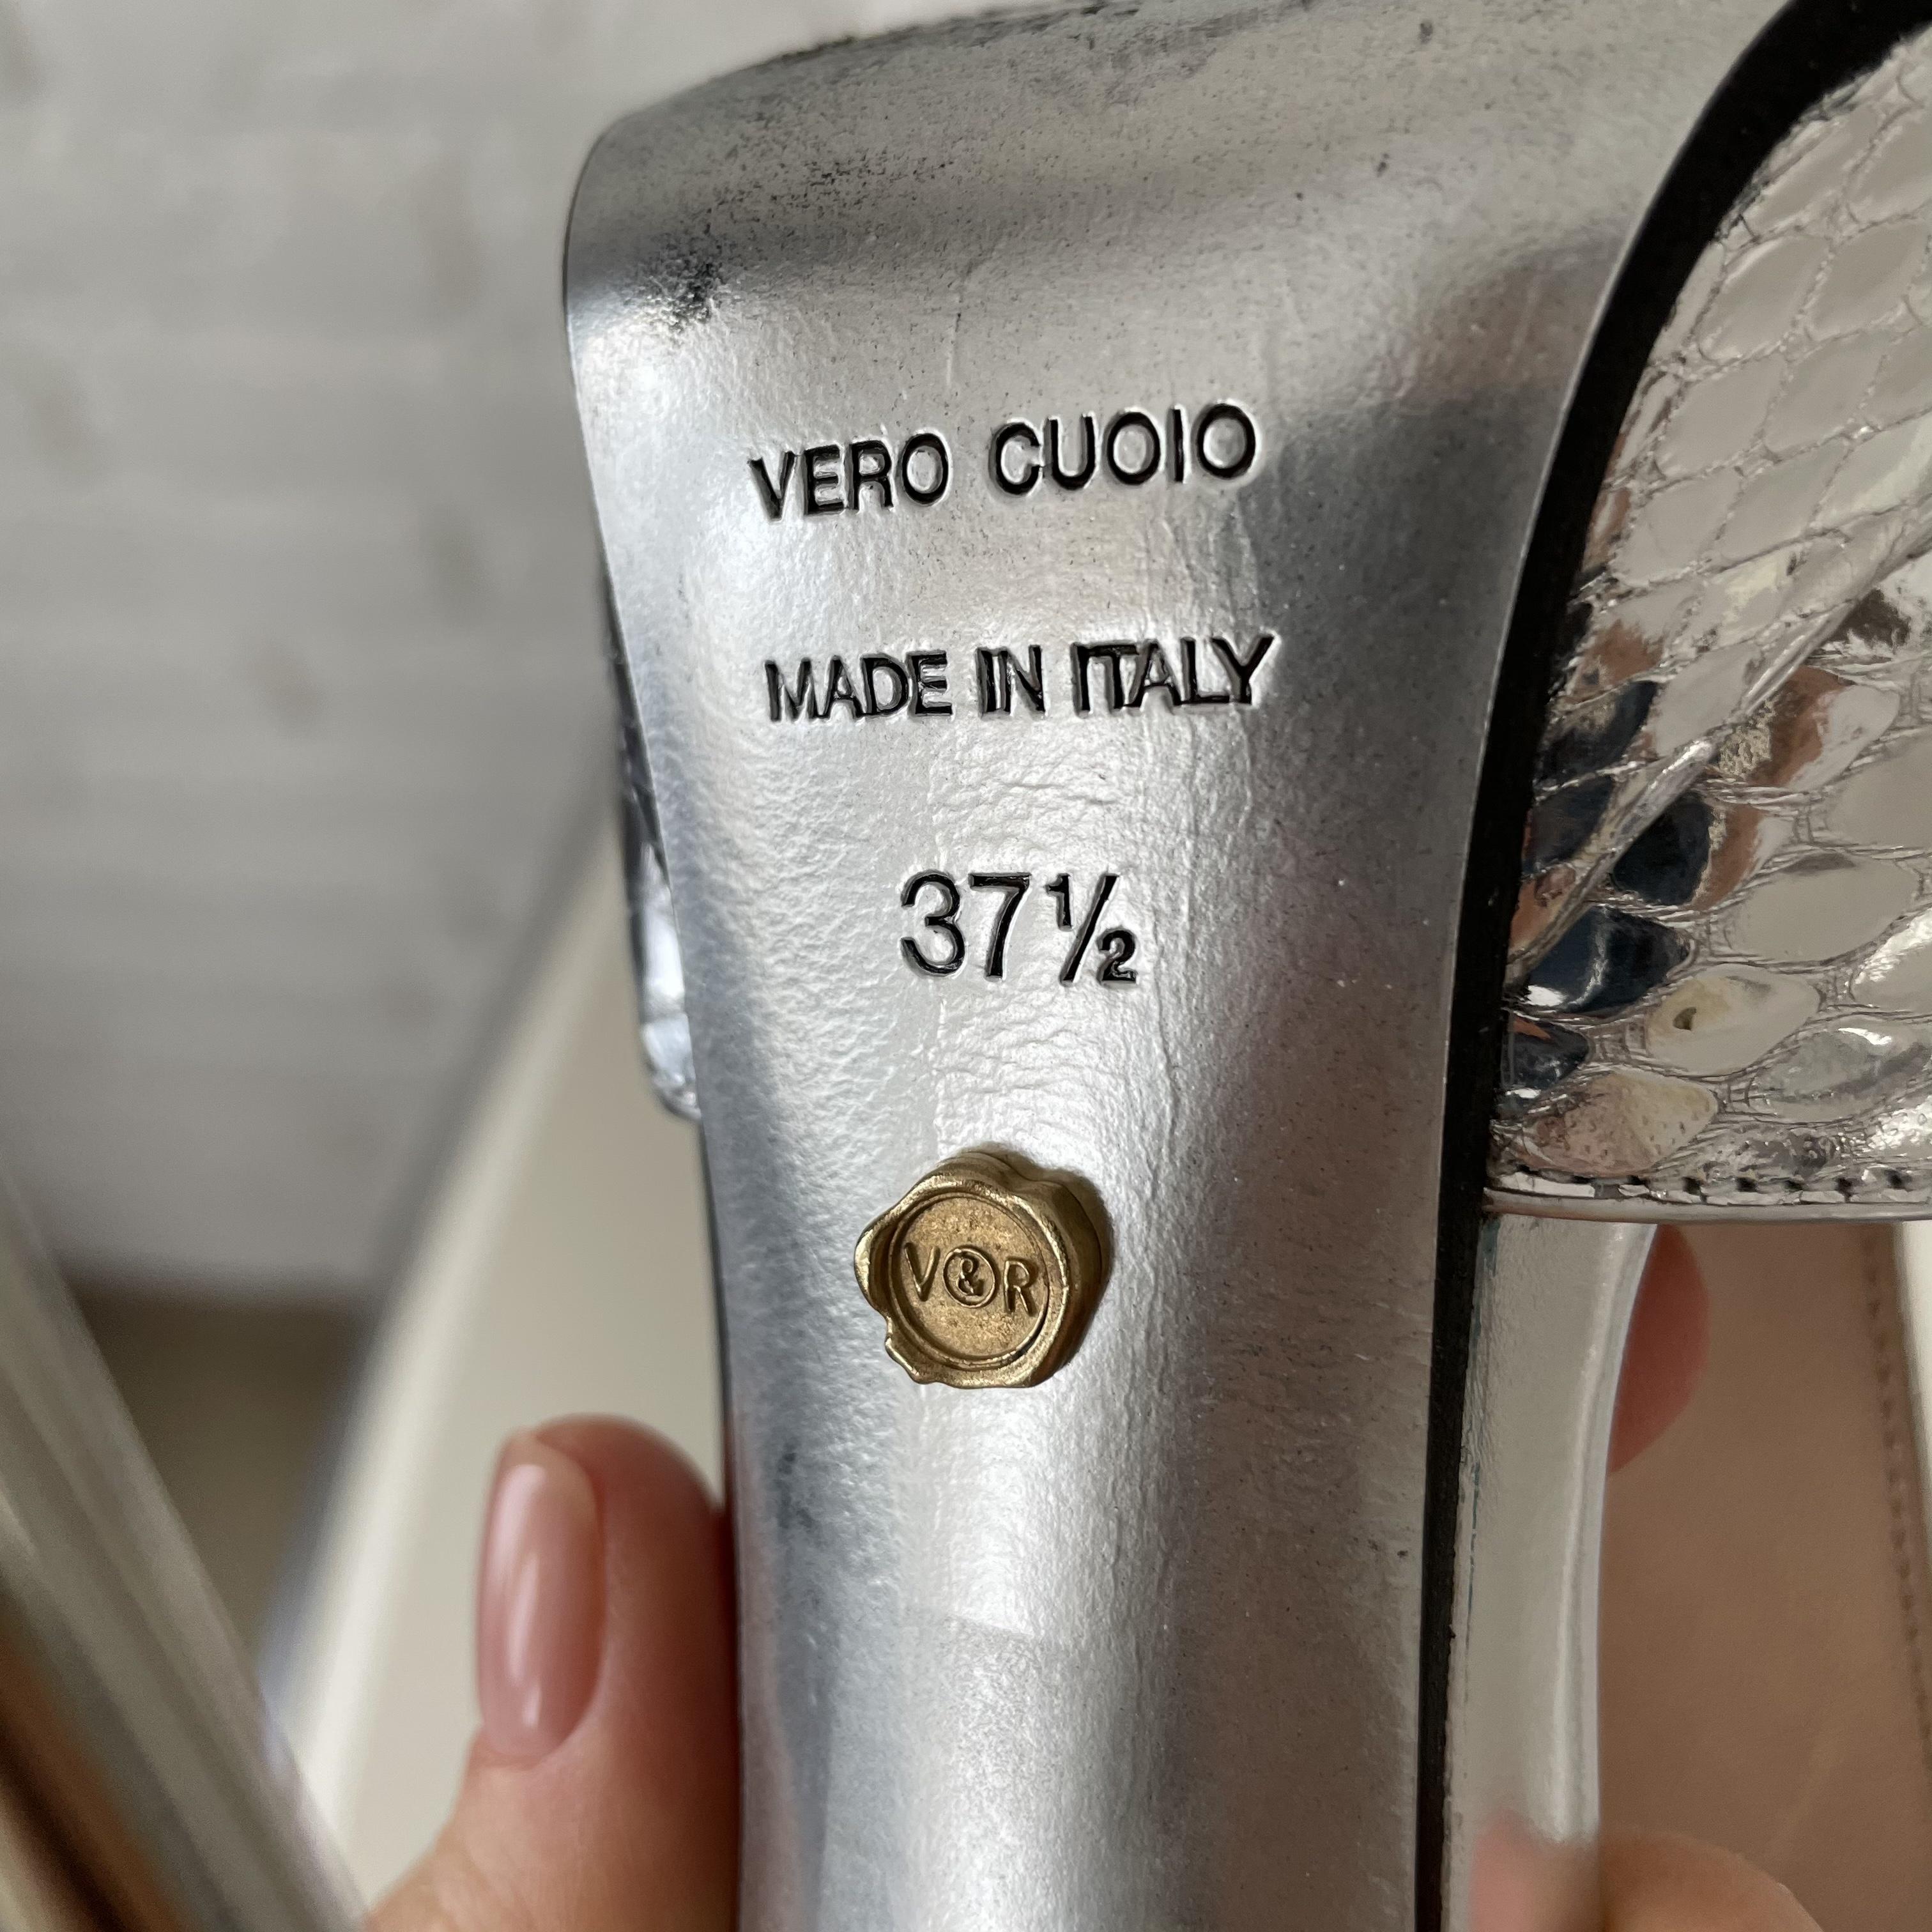 VERO CUOIO
MADE IN ITALY
37½
V&R